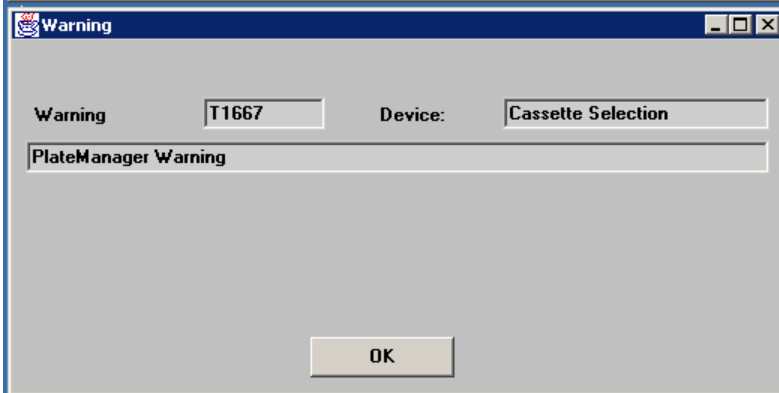 Warning
Warning T1667 Device: Cassette Selection
PlateManager Warning
OK